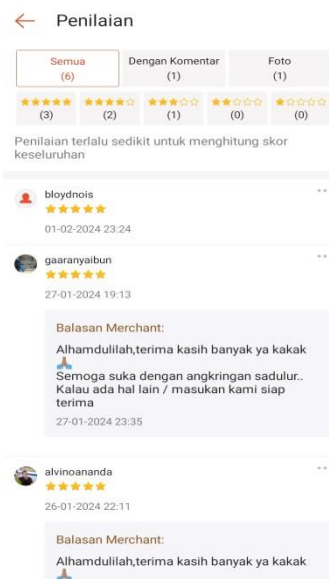 Penilaian
Semua
(6)
Dengan Komentar
(1)
Foto
(1)
(3)
(2)
(1)
(0)
(0)
Penilaian terlalu sedikit untuk menghitung skor
keseluruhan
bloydnois
01-02-2024 23:24
gaaranyaibun
27-01-2024 19:13
Balasan Merchant:
Alhamdulilah,terima kasih banyak ya kakak
🙏🏽
Semoga suka dengan angkringan sadulur..
Kalau ada hal lain / masukan kami siap
terima
27-01-2024 23:35
alvinoananda
26-01-2024 22:11
Balasan Merchant:
Alhamdulilah,terima kasih banyak ya kakak